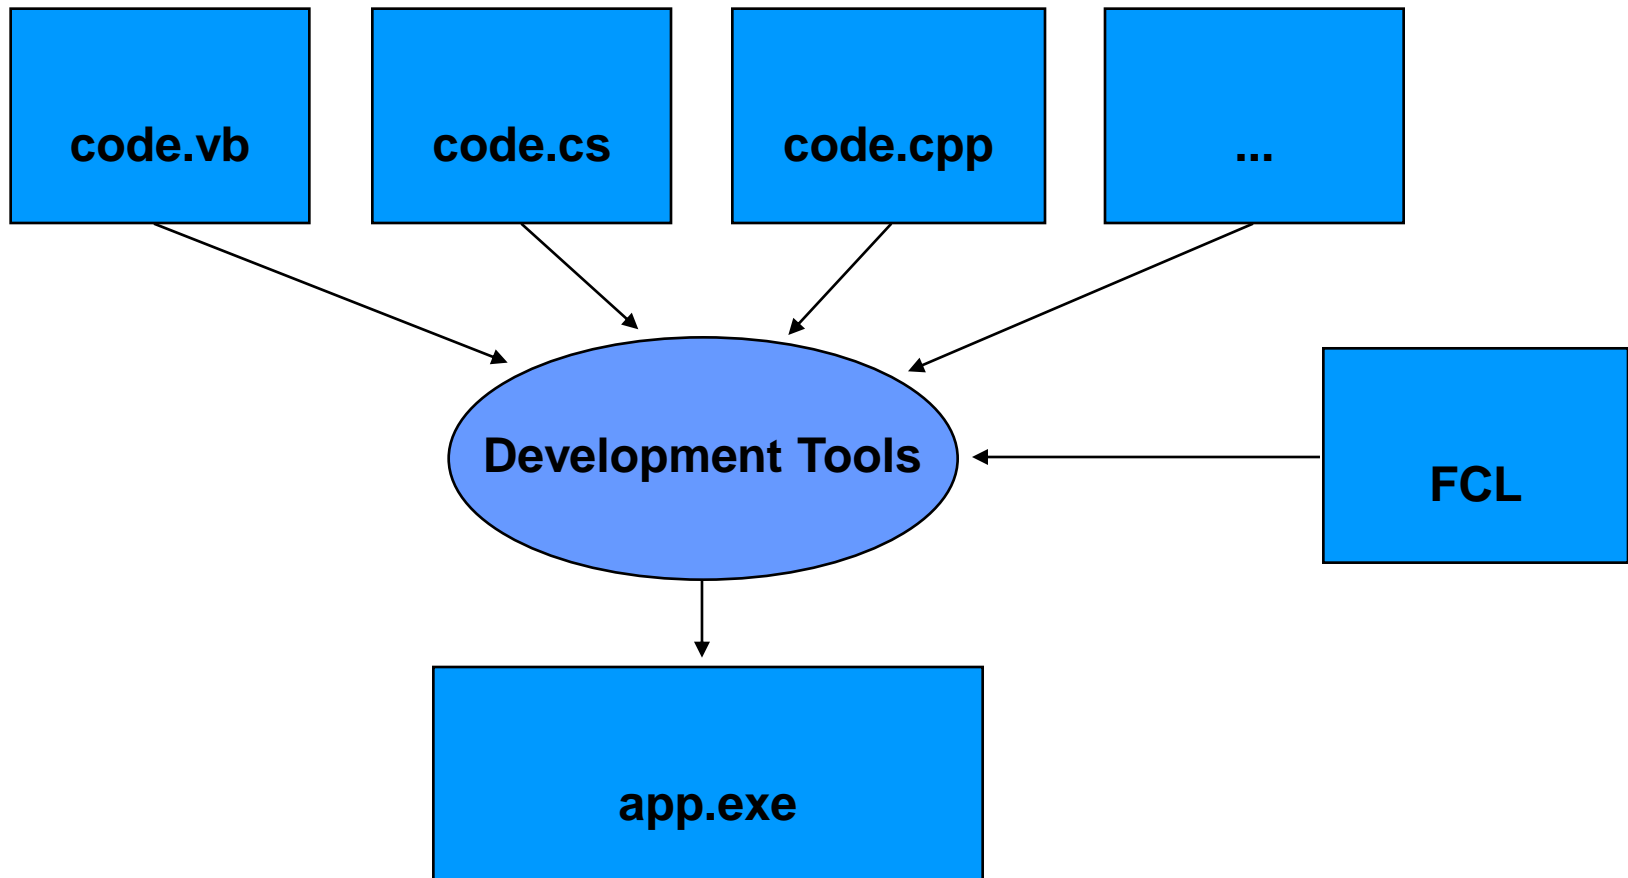 code.vb
code.cs
code.cpp
...
Development Tools
FCL
app.exe